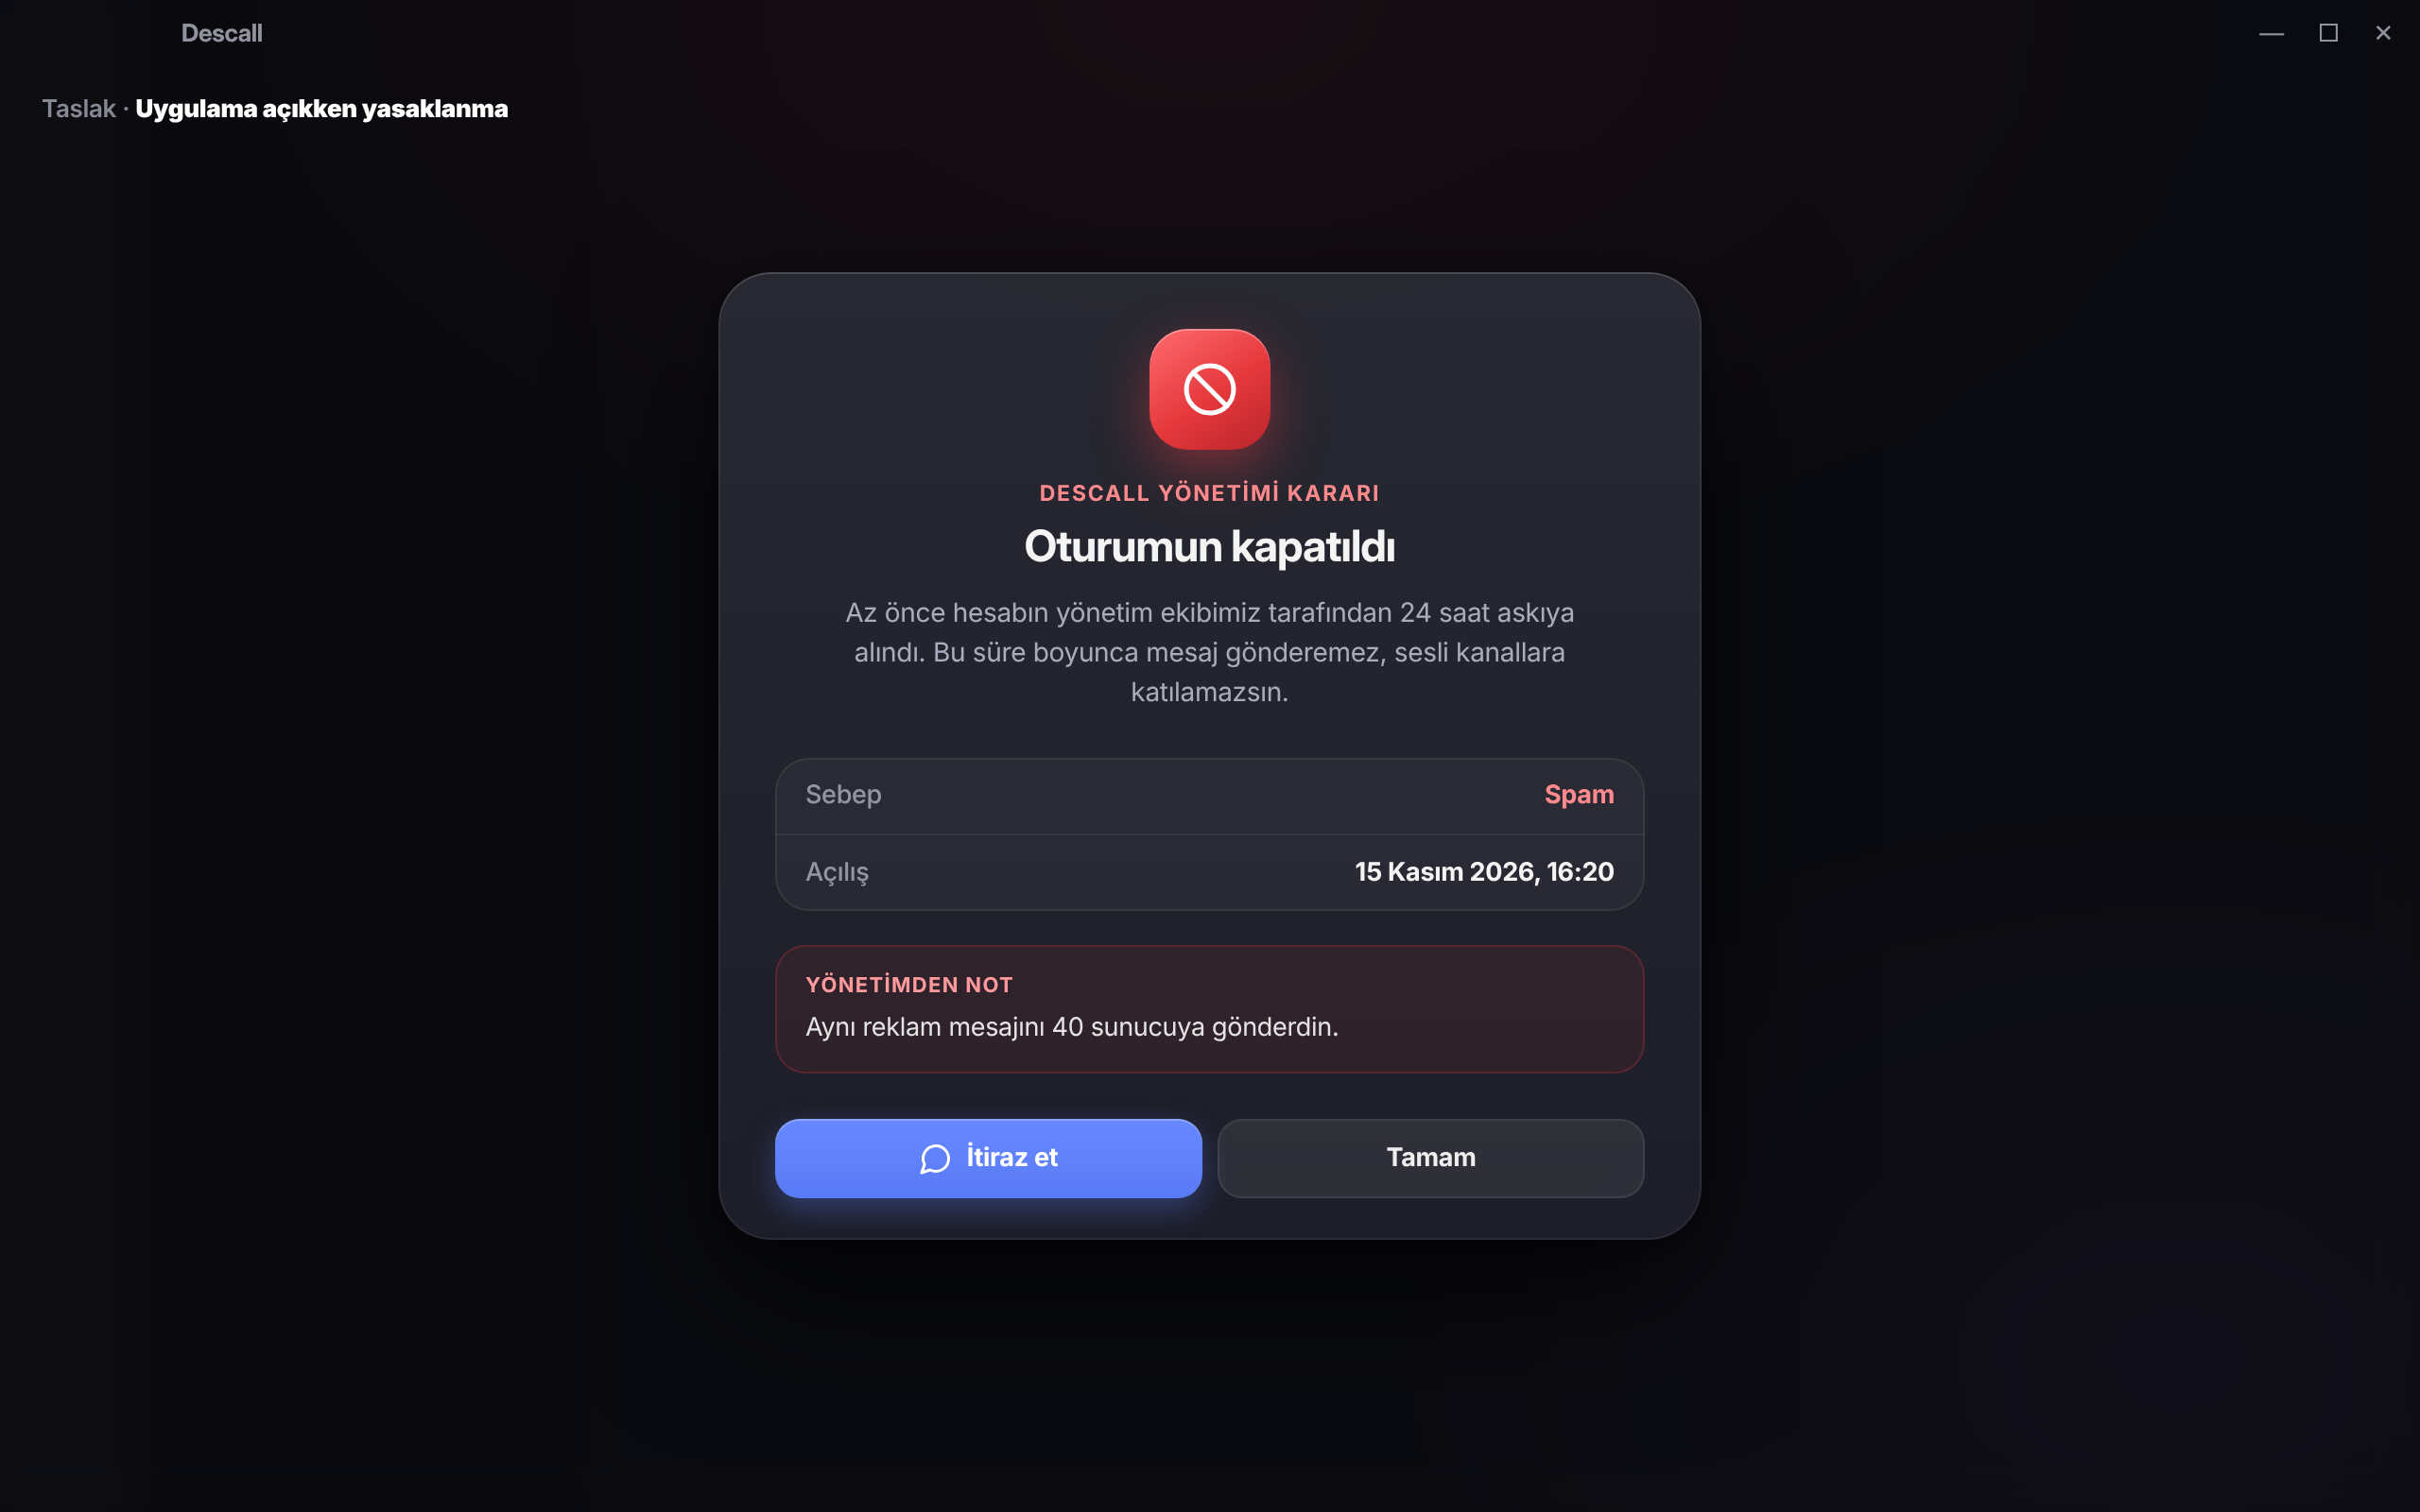 Descall
Taslak · Uygulama açıkken yasaklanma
DESCALL YÖNETİMİ KARARI
Oturumun kapatıldı
Az önce hesabın yönetim ekibimiz tarafından 24 saat askıya
alındı. Bu süre boyunca mesaj gönderemez, sesli kanallara
katılamazsın.
Sebep Spam
Açılış 15 Kasım 2026, 16:20
YÖNETİMDEN NOT
Aynı reklam mesajını 40 sunucuya gönderdin.
İtiraz et
Tamam